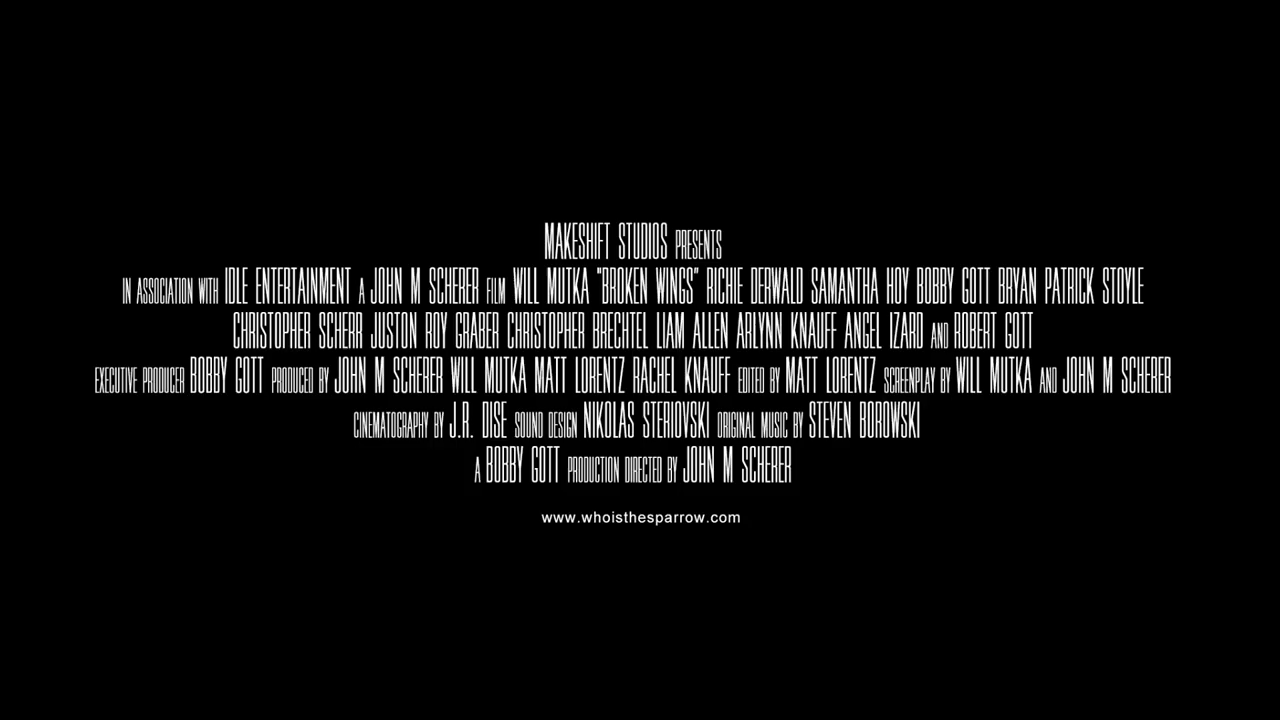 MAKESHIFT STUDIOS PRESENTS
IN ASSOCIATION WITH IDLE ENTERTAINMENT A JOHN M SCHERER FILM WILL MUTKA "BROKEN WINGS" RICHIE DERWALD SAMANTHA HOY BOBBY GOTT BRYAN PATRICK STOYLE
CHRISTOPHER SCHERR JUSTON ROY GRABER CHRISTOPHER BRECHTEL LIAM ALLEN ARLYNN KNAUFF ANGEL IZARD AND ROBERT GOTT
EXECUTIVE PRODUCER BOBBY GOTT PRODUCED BY JOHN M SCHERER WILL MUTKA MATT LORENTZ RACHEL KNAUFF EDITED BY MATT LORENTZ SCREENPLAY BY WILL MUTKA AND JOHN M SCHERER
CINEMATOGRAPHY BY J.R. DISE SOUND DESIGN NIKOLAS STERIOVSKI ORIGINAL MUSIC BY STEVEN BOROWSKI
A BOBBY GOTT PRODUCTION DIRECTED BY JOHN M SCHERER
www.whoisthesparrow.com